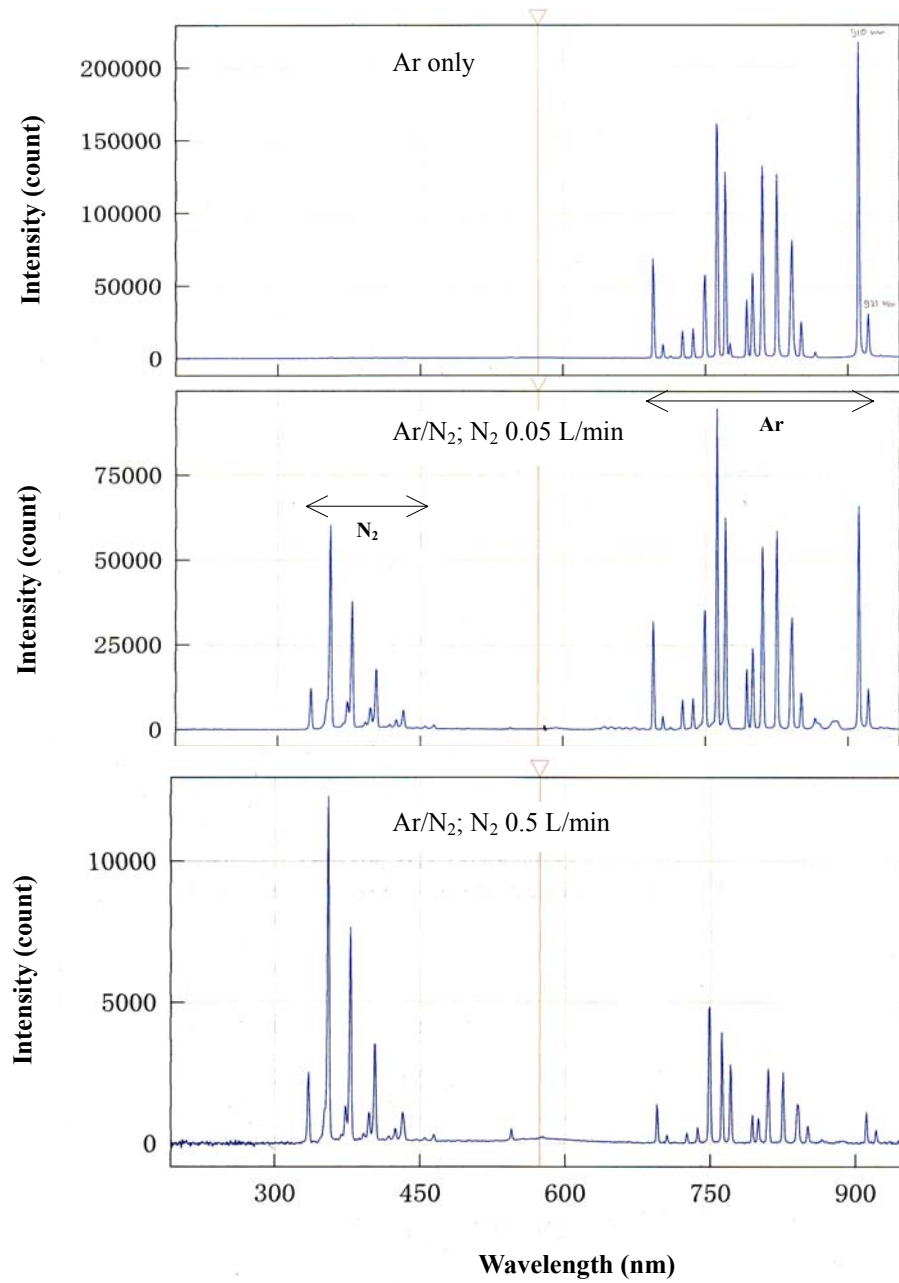 910 nm
Ar only
200000
150000
100000
50000
0
921 nm
Intensity (count)
Ar
Ar/N₂; N₂ 0.05 L/min
N₂
75000
50000
25000
0
Intensity (count)
Ar/N₂; N₂ 0.5 L/min
10000
5000
0
Intensity (count)
300 450 600 750 900
Wavelength (nm)